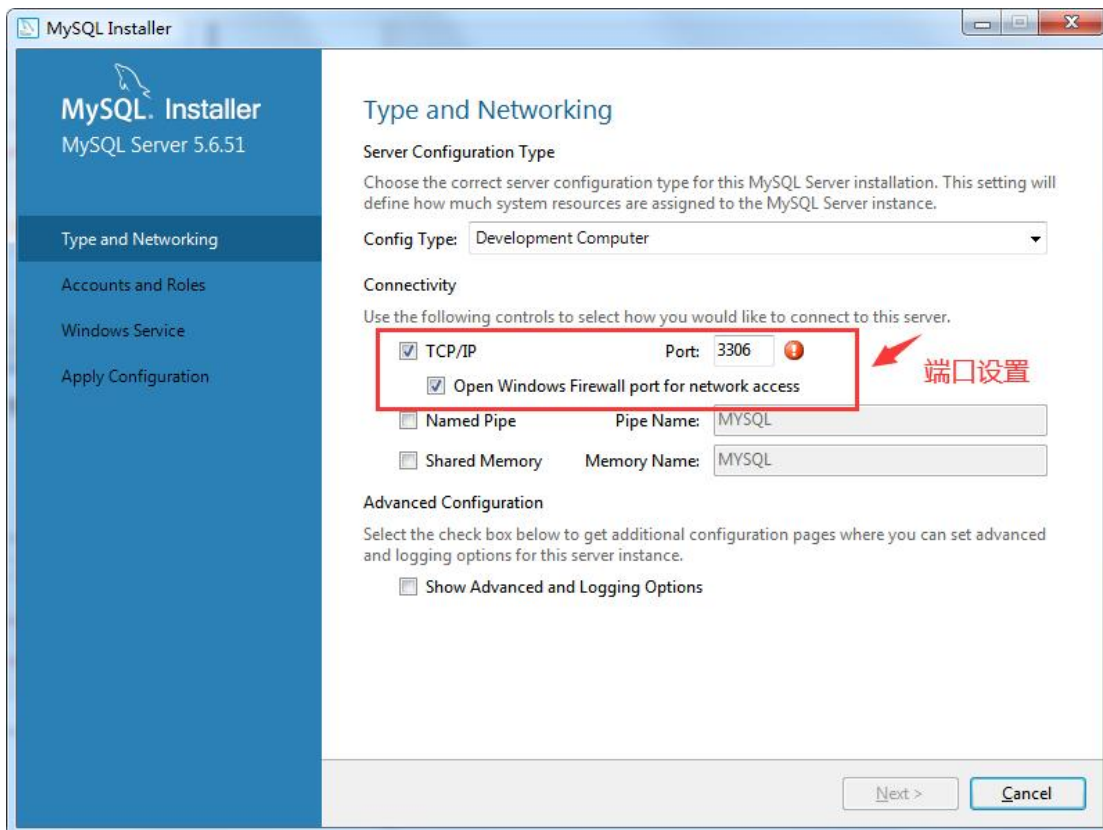 MySQL Installer
MySQL. Installer
MySQL Server 5.6.51
Type and Networking
Accounts and Roles
Windows Service
Apply Configuration
Type and Networking
Server Configuration Type
Choose the correct server configuration type for this MySQL Server installation. This setting will
define how much system resources are assigned to the MySQL Server instance.
Config Type: Development Computer
Connectivity
Use the following controls to select how you would like to connect to this server.
TCP/IP Port: 3306
端口设置
Open Windows Firewall port for network access
Named Pipe Pipe Name: MYSQL
Shared Memory Memory Name: MYSQL
Advanced Configuration
Select the check box below to get additional configuration pages where you can set advanced
and logging options for this server instance.
Show Advanced and Logging Options
Next > Cancel